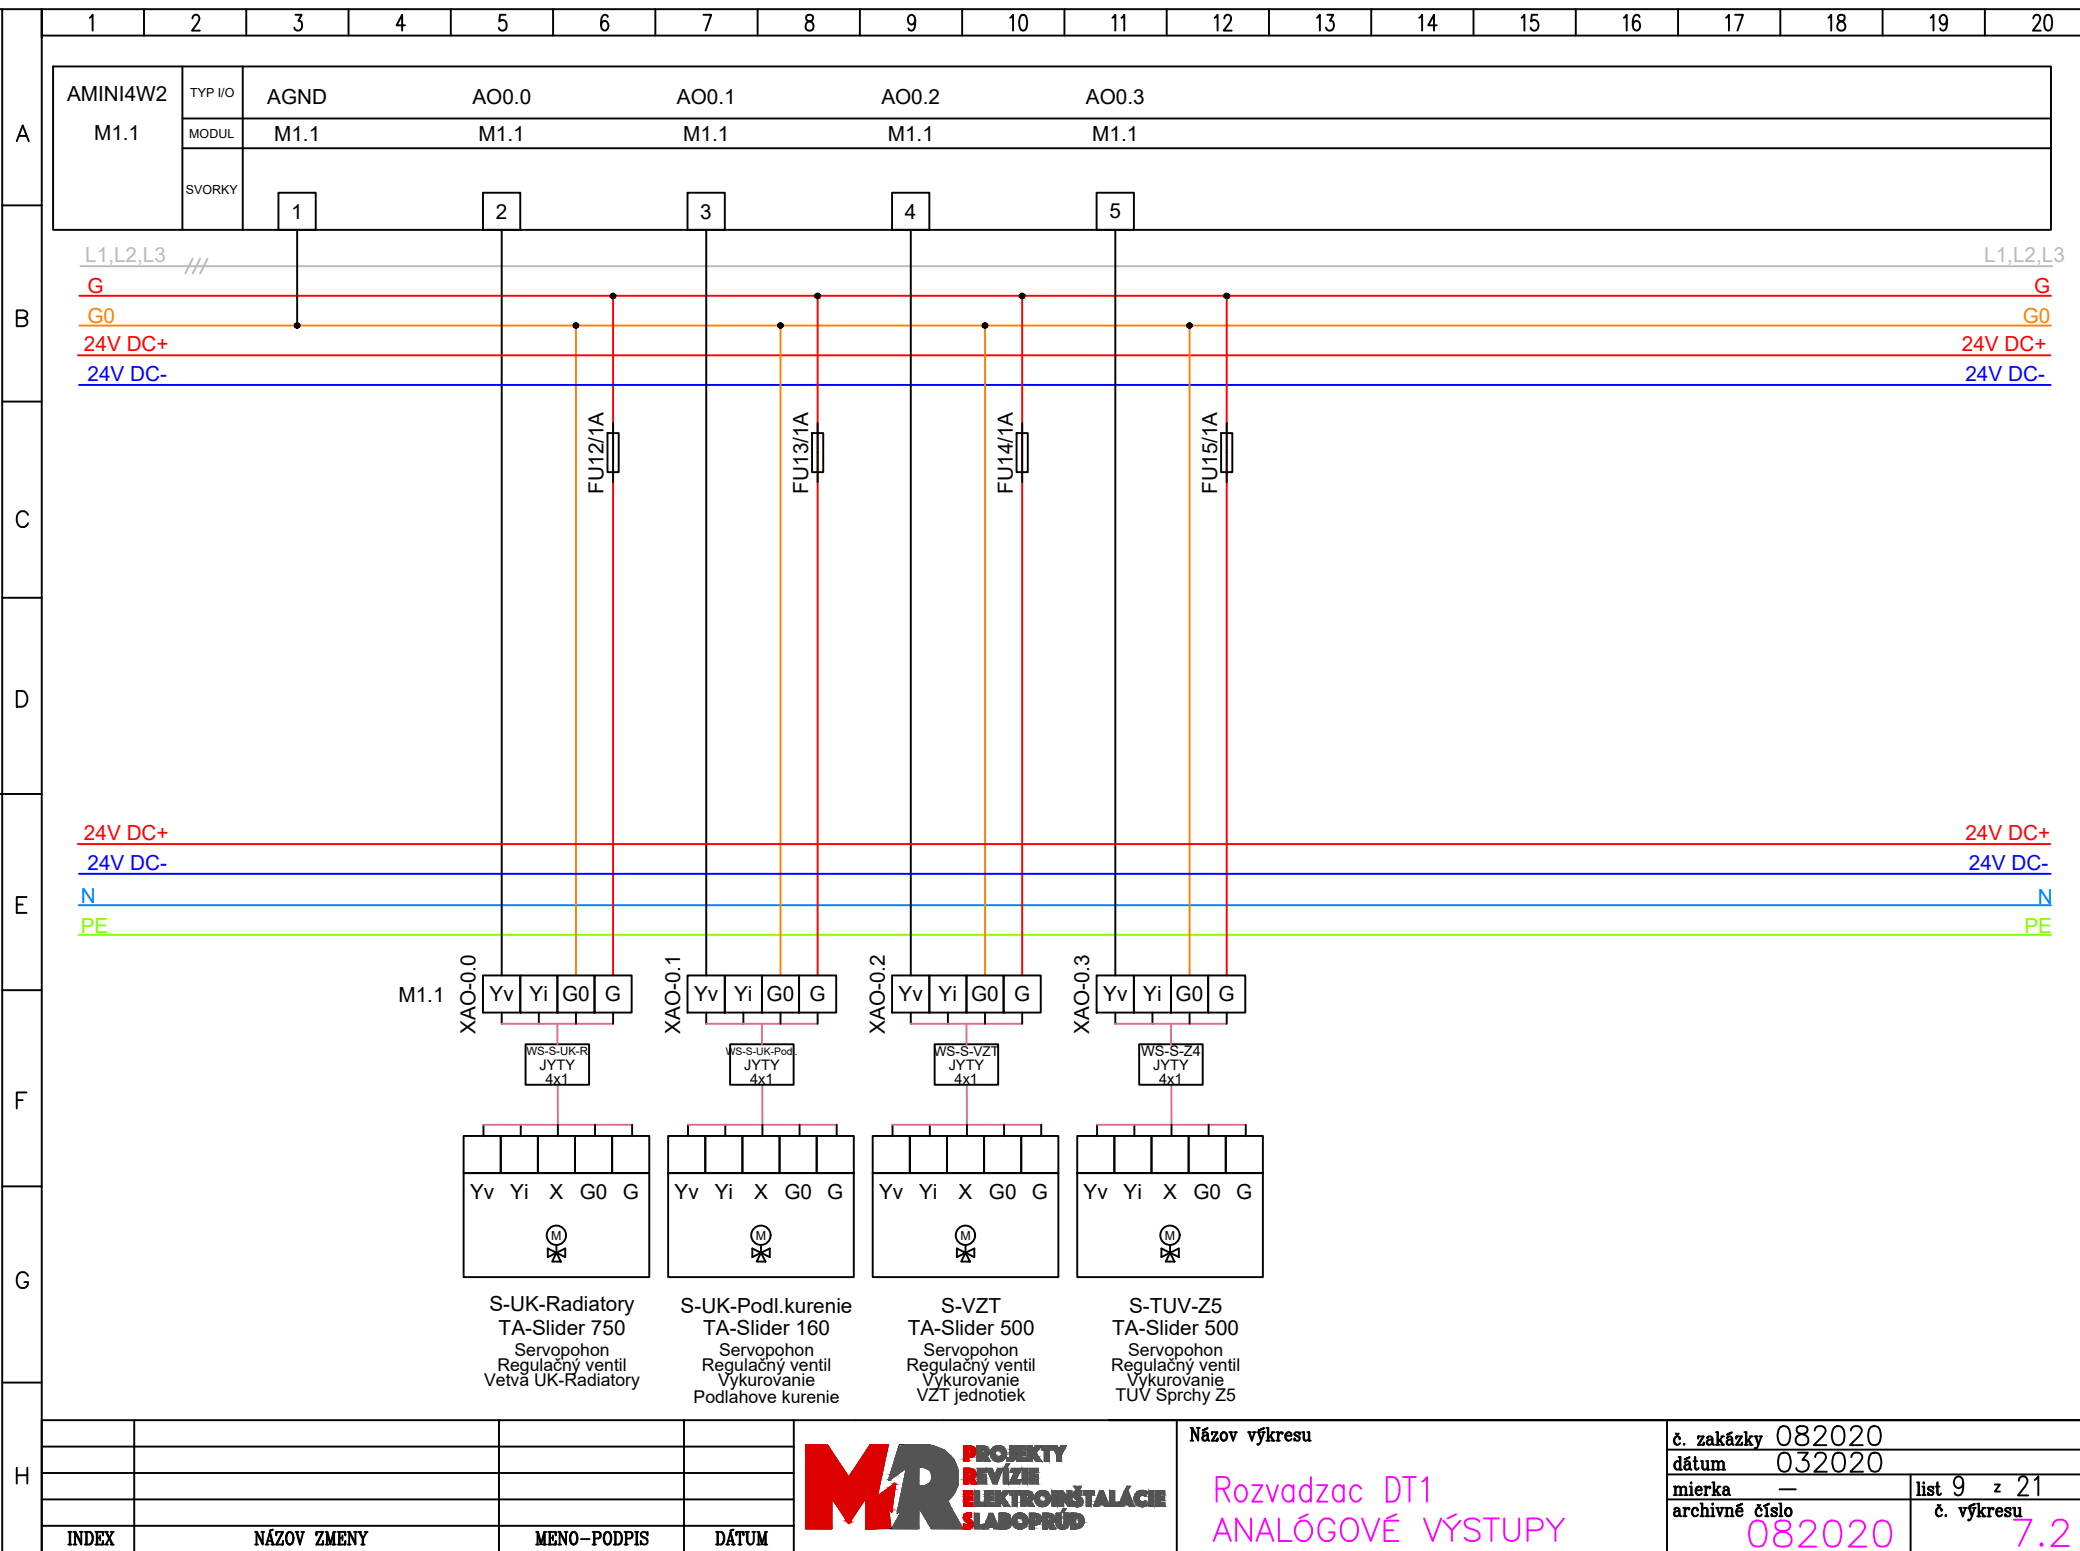 1 2 3 4 5 6 7 8 9 10 11 12 13 14 15 16 17 18 19 20
A
B
C
D
E
F
G
H
AMINI4W2 TYP I/O AGND AO0.0 AO0.1 AO0.2 AO0.3
M1.1 MODUL M1.1 M1.1 M1.1 M1.1 M1.1
SVORKY
1 2 3 4 5
L1,L2,L3 L1,L2,L3
G G
G0 G0
24V DC+ 24V DC+
24V DC- 24V DC-
FU12/1A FU13/1A FU14/1A FU15/1A
24V DC+ 24V DC+
24V DC- 24V DC-
N N
PE PE
M1.1 XAO-0.0 Yv Yi G0 G XAO-0.1 Yv Yi G0 G XAO-0.2 Yv Yi G0 G XAO-0.3 Yv Yi G0 G
WS-S-UK-R WS-S-UK-Podl. WS-S-VZT WS-S-Z4
JYTY JYTY JYTY JYTY
4x1 4x1 4x1 4x1
Yv Yi X G0 G Yv Yi X G0 G Yv Yi X G0 G Yv Yi X G0 G
M M M M
S-UK-Radiatory
TA-Slider 750
Servopohon
Regulačný ventil
Vetva UK-Radiatory
S-UK-Podl.kurenie
TA-Slider 160
Servopohon
Regulačný ventil
Vykurovanie
Podlahove kurenie
S-VZT
TA-Slider 500
Servopohon
Regulačný ventil
Vykurovanie
VZT jednotiek
S-TUV-Z5
TA-Slider 500
Servopohon
Regulačný ventil
Vykurovanie
TUV Sprchy Z5
INDEX NÁZOV ZMENY MENO-PODPIS DÁTUM
MR
PROJEKTY
REVÍZIE
ELEKTROINŠTALÁCIE
SLABOPRÚD
Názov výkresu
Rozvadzac DT1
ANALÓGOVÉ VÝSTUPY
č. zakázky 082020
dátum 032020
mierka — list 9 z 21
archivné číslo č. výkresu
082020 7.2